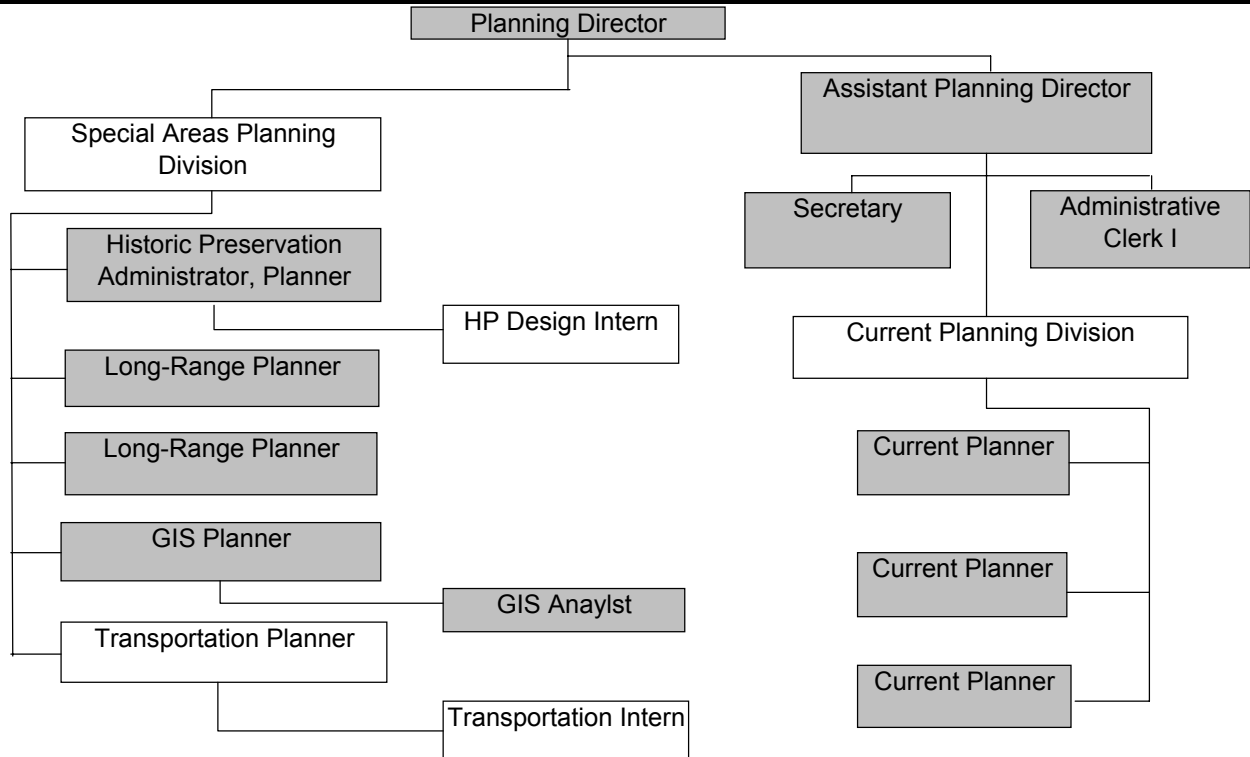 Planning Director
Assistant Planning Director
Special Areas Planning
Division
Secretary
Administrative
Clerk I
Historic Preservation
Administrator, Planner
HP Design Intern
Current Planning Division
Long-Range Planner
Long-Range Planner
Current Planner
GIS Planner
Current Planner
GIS Anaylst
Transportation Planner
Current Planner
Transportation Intern